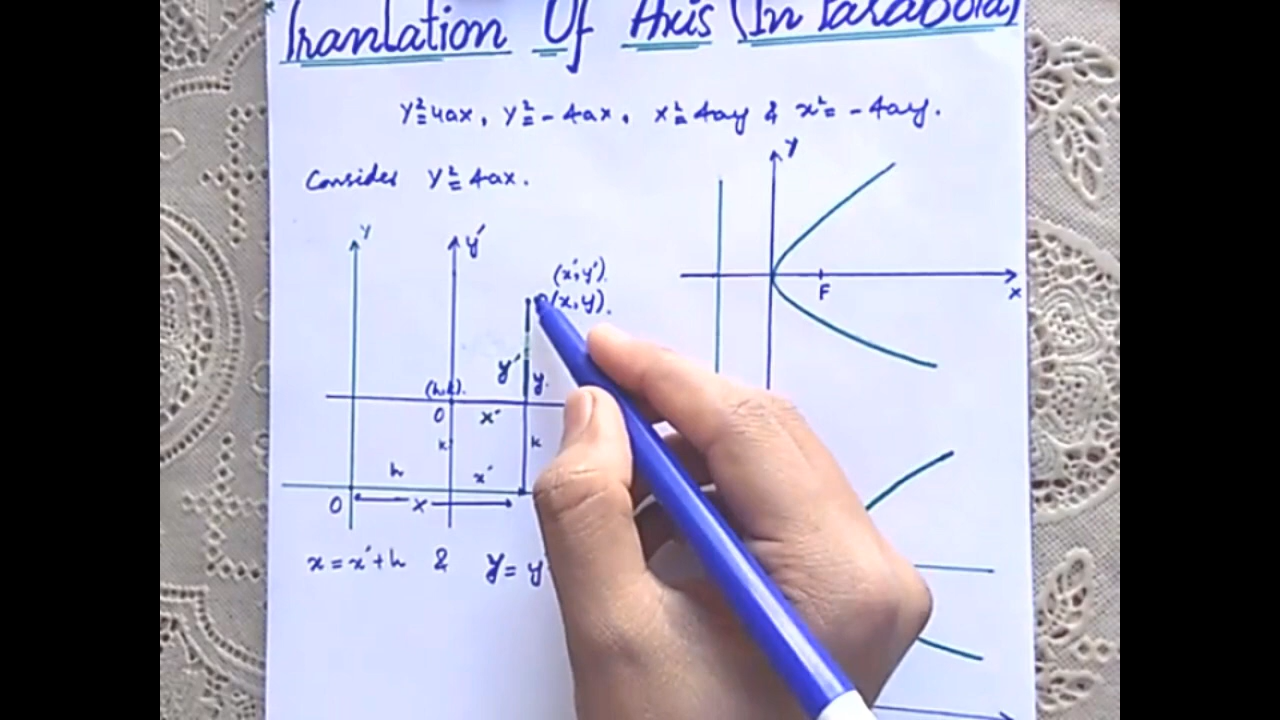 Tranlation Of Axis (In Parabola)
y²=4ax, y²=-4ax, x²=4ay & x²=-4ay.
Consider y²=4ax.
y
y
y′
(x′,y′)
(x,y).
F
x
y′
y.
(h,k).
O
x′
k
k
h
x′
O
x
x=x′+h & y=y